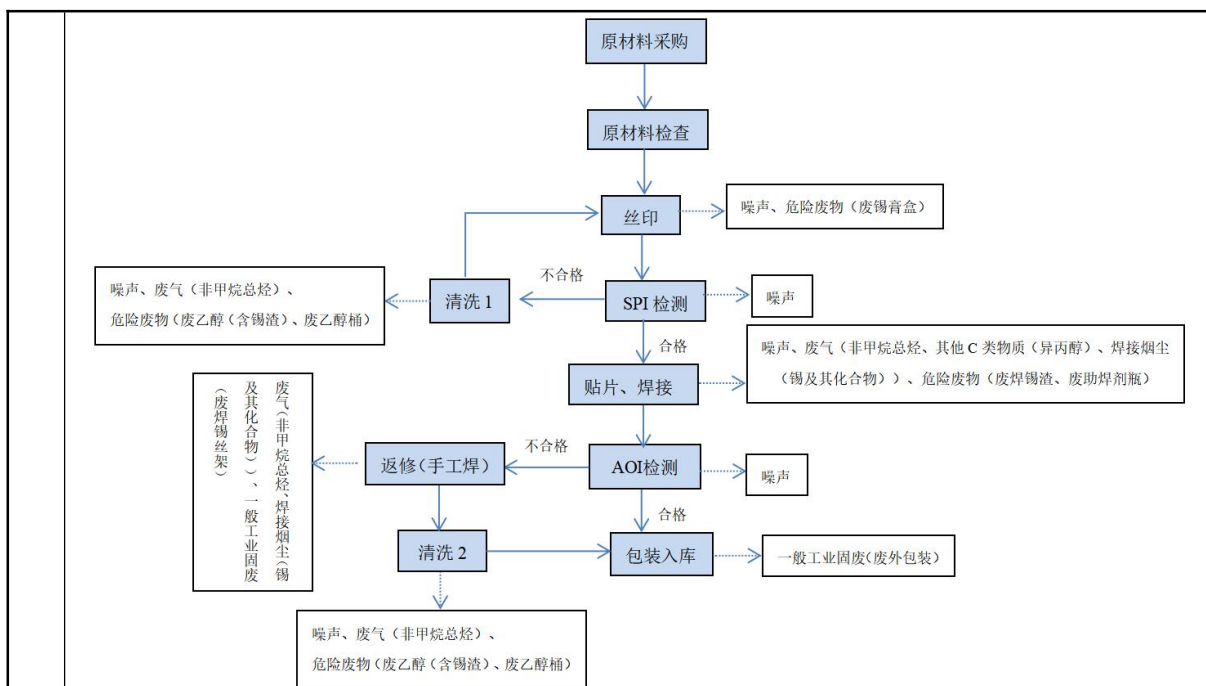 原材料采购
原材料检查
丝印
噪声、危险废物（废锡膏盒）
不合格
噪声、废气（非甲烷总烃）、
危险废物（废乙醇（含锡渣）、废乙醇桶）
清洗 1
SPI 检测
噪声
合格
噪声、废气（非甲烷总烃、其他 C 类物质（异丙醇）、焊接烟尘
（锡及其化合物））、危险废物（废焊锡渣、废助焊剂瓶）
贴片、焊接
废气（非甲烷总烃、焊接烟尘（锡
及其化合物））、一般工业固废
（废焊锡丝架）
不合格
返修（手工焊）
AOI检测
噪声
合格
清洗 2
包装入库
一般工业固废（废外包装）
噪声、废气（非甲烷总烃）、
危险废物（废乙醇（含锡渣）、废乙醇桶）